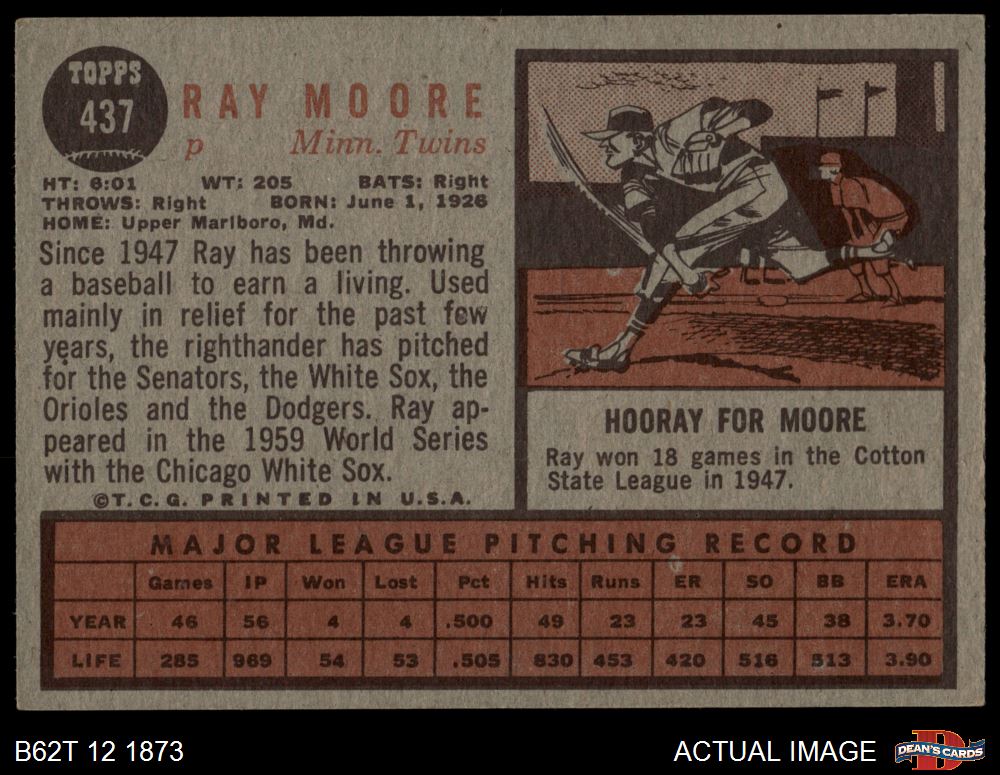 TOPPS
437
RAY MOORE
p Minn. Twins
HT: 6:01 WT: 205 BATS: Right
THROWS: Right BORN: June 1, 1926
HOME: Upper Marlboro, Md.
Since 1947 Ray has been throwing
a baseball to earn a living. Used
mainly in relief for the past few
years, the righthander has pitched
for the Senators, the White Sox, the
Orioles and the Dodgers. Ray ap-
peared in the 1959 World Series
with the Chicago White Sox.
©T.C.G. PRINTED IN U.S.A.
HOORAY FOR MOORE
Ray won 18 games in the Cotton
State League in 1947.
MAJOR LEAGUE PITCHING RECORD
Games IP Won Lost Pct Hits Runs ER SO BB ERA
YEAR 46 56 4 4 .500 49 23 23 45 38 3.70
LIFE 285 969 54 53 .505 830 453 420 516 513 3.90
B62T 12 1873
ACTUAL IMAGE
DEAN'S CARDS